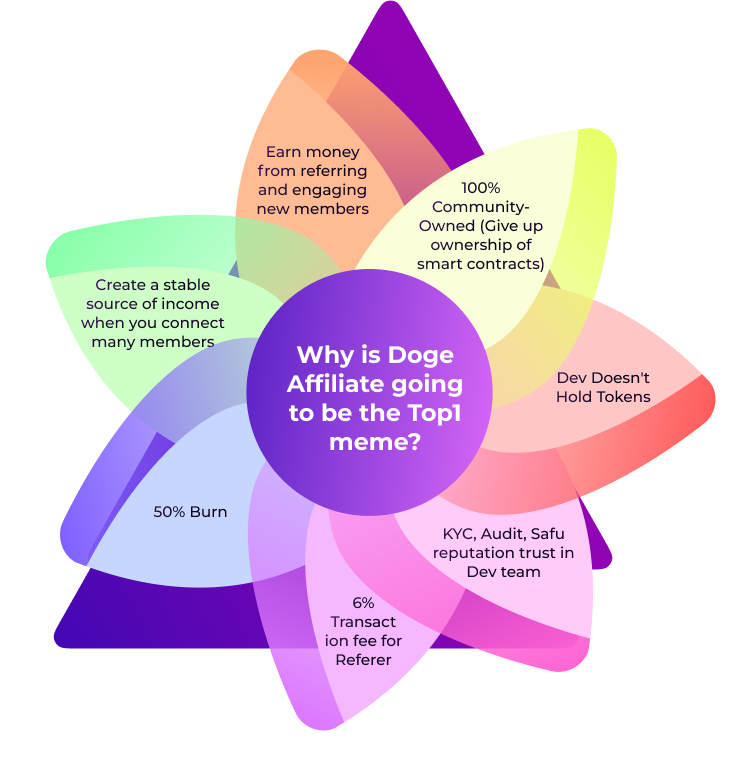 Earn money
from referring
and engaging
new members
100%
Community-
Owned (Give up
ownership of
smart contracts)
Create a stable
source of income
when you connect
many members
Why is Doge
Affiliate going
to be the Top1
meme?
Dev Doesn't
Hold Tokens
50% Burn
KYC, Audit, Safu
reputation trust in
Dev team
6%
Transact
ion fee for
Referer